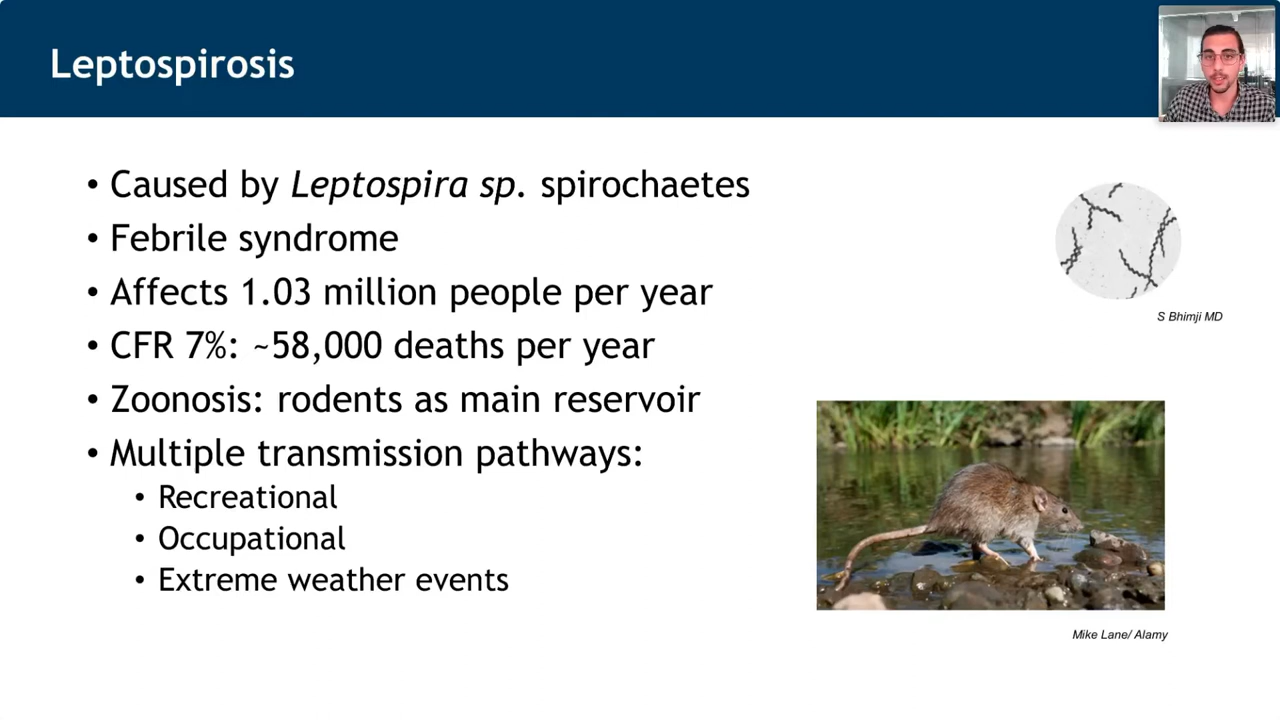 Leptospirosis
• Caused by Leptospira sp. spirochaetes
• Febrile syndrome
• Affects 1.03 million people per year
• CFR 7%: ~58,000 deaths per year
• Zoonosis: rodents as main reservoir
• Multiple transmission pathways:
• Recreational
• Occupational
• Extreme weather events
S Bhimji MD
Mike Lane/ Alamy